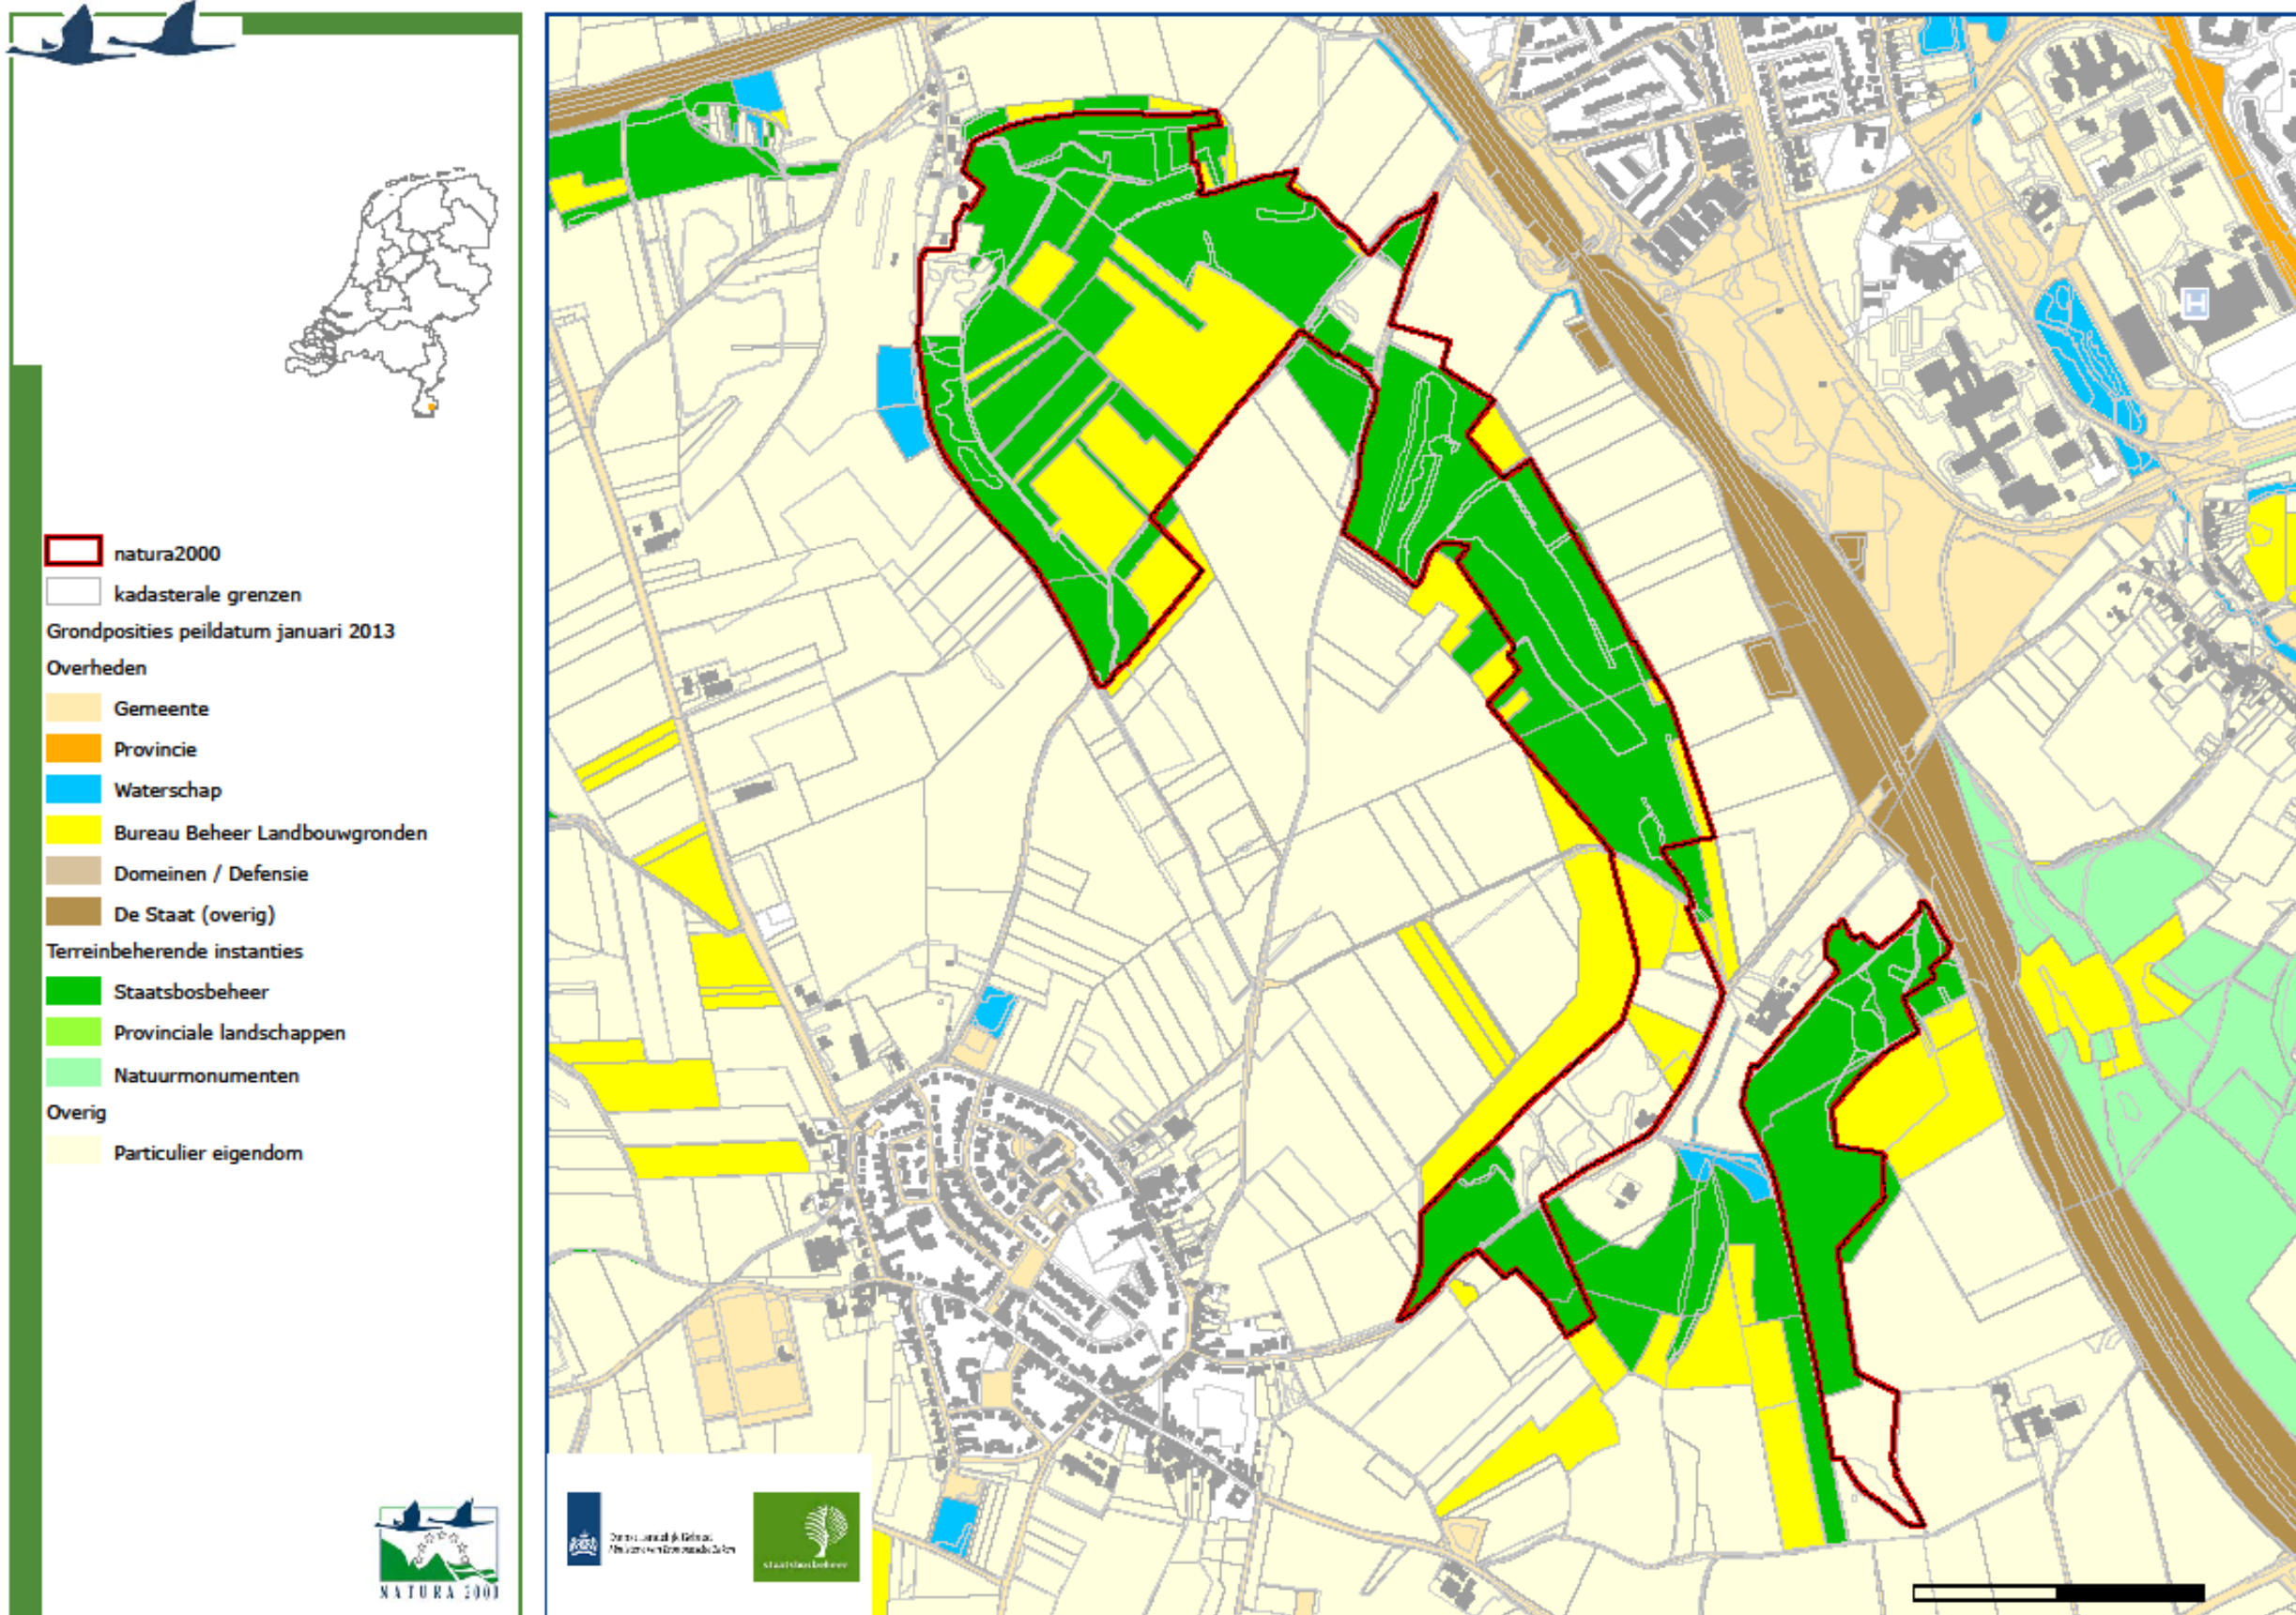 natura2000
kadasterale grenzen
Grondposities peildatum januari 2013
Overheden
Gemeente
Provincie
Waterschap
Bureau Beheer Landbouwgronden
Domeinen / Defensie
De Staat (overig)
Terreinbeherende instanties
Staatsbosbeheer
Provinciale landschappen
Natuurmonumenten
Overig
Particulier eigendom
NATURA 2000
staatsbosbeheer
H